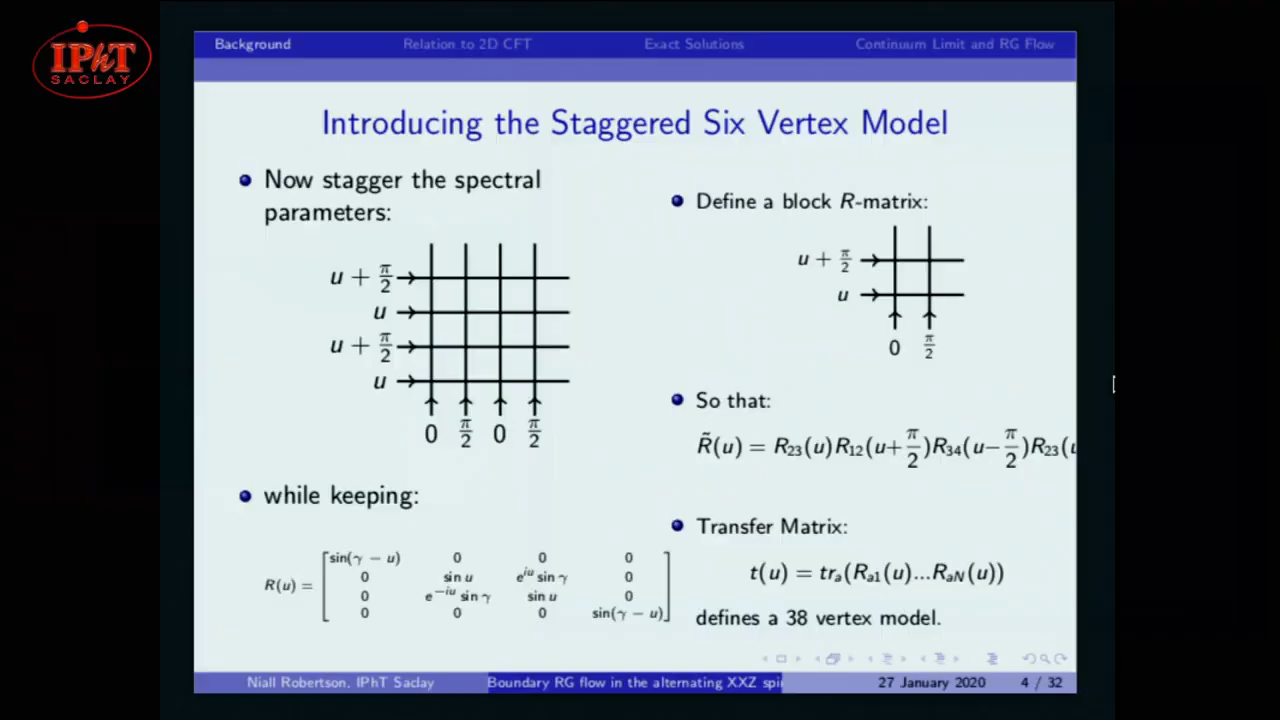 IPhT
SACLAY
Background Relation to 2D CFT Exact Solutions Continuum Limit and RG Flow
Introducing the Staggered Six Vertex Model
Now stagger the spectral
parameters:
u + π/2
u
u + π/2
u
0 π/2 0 π/2
while keeping:
R(u) =
sin(γ − u) 0 0 0
0 sin u e^{iu} sin γ 0
0 e^{−iu} sin γ sin u 0
0 0 0 sin(γ − u)
Define a block R-matrix:
u + π/2
u
0 π/2
So that:
R̃(u) = R₂₃(u)R₁₂(u+π/2)R₃₄(u−π/2)R₂₃(u
Transfer Matrix:
t(u) = trₐ(Rₐ₁(u)...R_{aN}(u))
defines a 38 vertex model.
Niall Robertson, IPhT Saclay Boundary RG flow in the alternating XXZ spi 27 January 2020 4 / 32